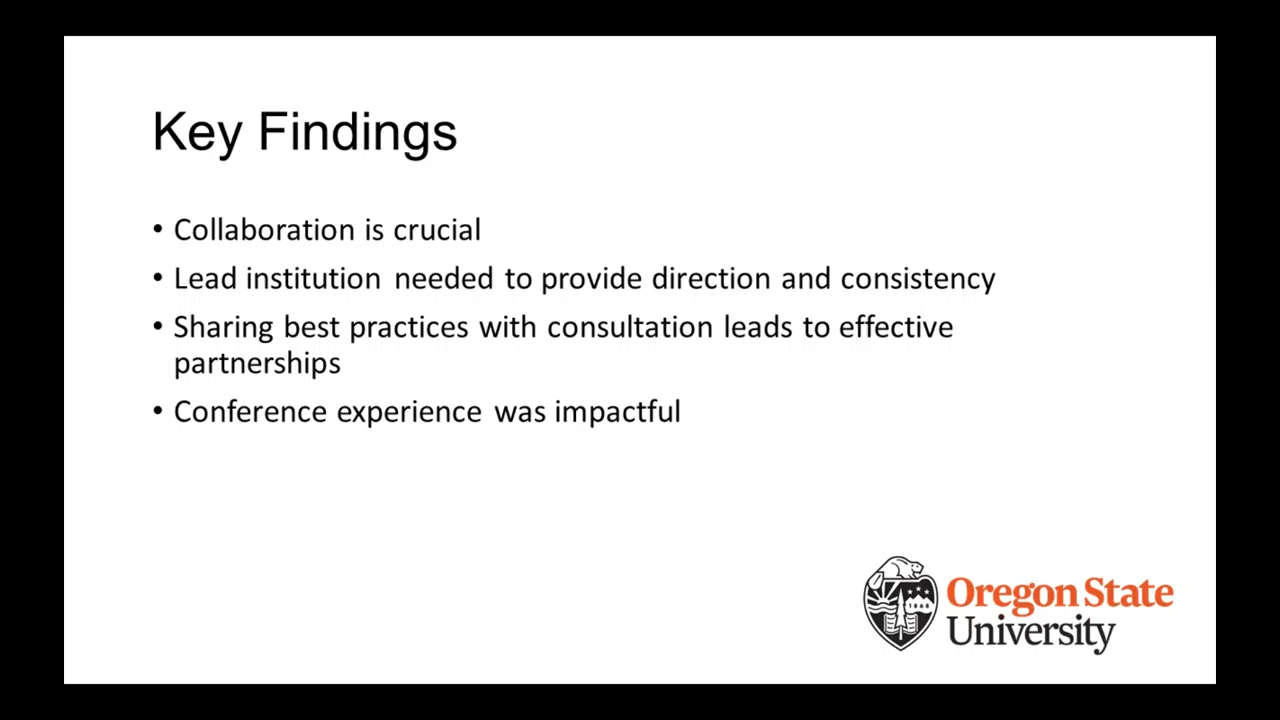 Key Findings
• Collaboration is crucial
• Lead institution needed to provide direction and consistency
• Sharing best practices with consultation leads to effective
partnerships
• Conference experience was impactful
1868
Oregon State
University